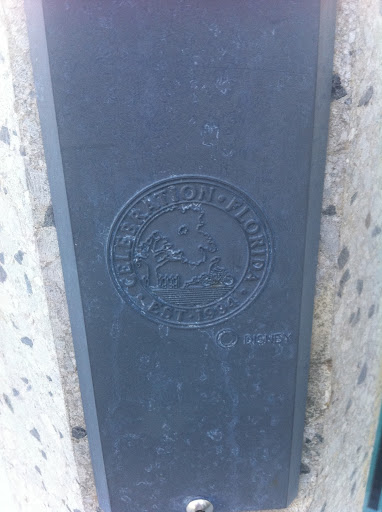 CELEBRATION • FLORIDA
• EST. 1994 •
© DISNEY